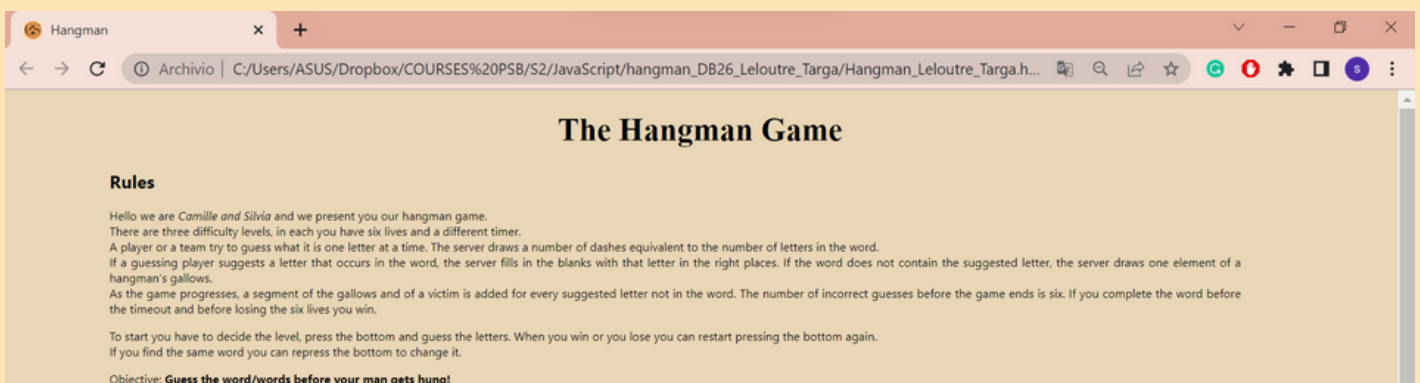 Hangman
Archivio | C:/Users/ASUS/Dropbox/COURSES%20PSB/S2/JavaScript/hangman_DB26_Leloutre_Targa/Hangman_Leloutre_Targa.h...
S
The Hangman Game
Rules
Hello we are Camille and Silvia and we present you our hangman game.
There are three difficulty levels, in each you have six lives and a different timer.
A player or a team try to guess what it is one letter at a time. The server draws a number of dashes equivalent to the number of letters in the word.
If a guessing player suggests a letter that occurs in the word, the server fills in the blanks with that letter in the right places. If the word does not contain the suggested letter, the server draws one element of a
hangman's gallows.
As the game progresses, a segment of the gallows and of a victim is added for every suggested letter not in the word. The number of incorrect guesses before the game ends is six. If you complete the word before
the timeout and before losing the six lives you win.
To start you have to decide the level, press the bottom and guess the letters. When you win or you lose you can restart pressing the bottom again.
If you find the same word you can repress the bottom to change it.
Objective: Guess the word/words before your man gets hung!